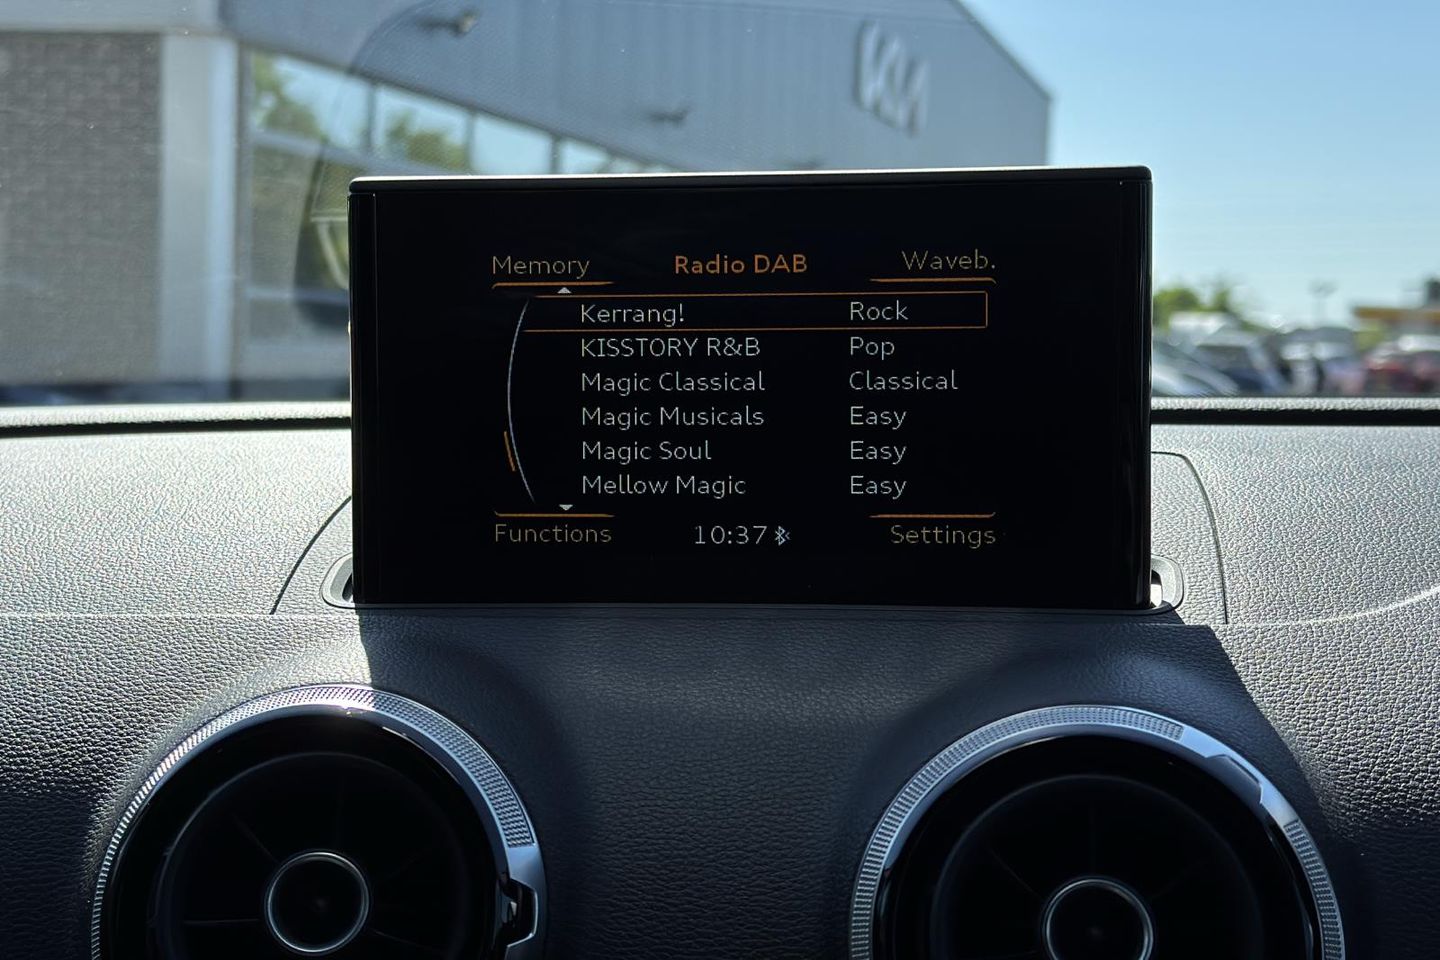 Memory Radio DAB Waveb.
Kerrang! Rock
KISSTORY R&B Pop
Magic Classical Classical
Magic Musicals Easy
Magic Soul Easy
Mellow Magic Easy
Functions 10:37 Settings